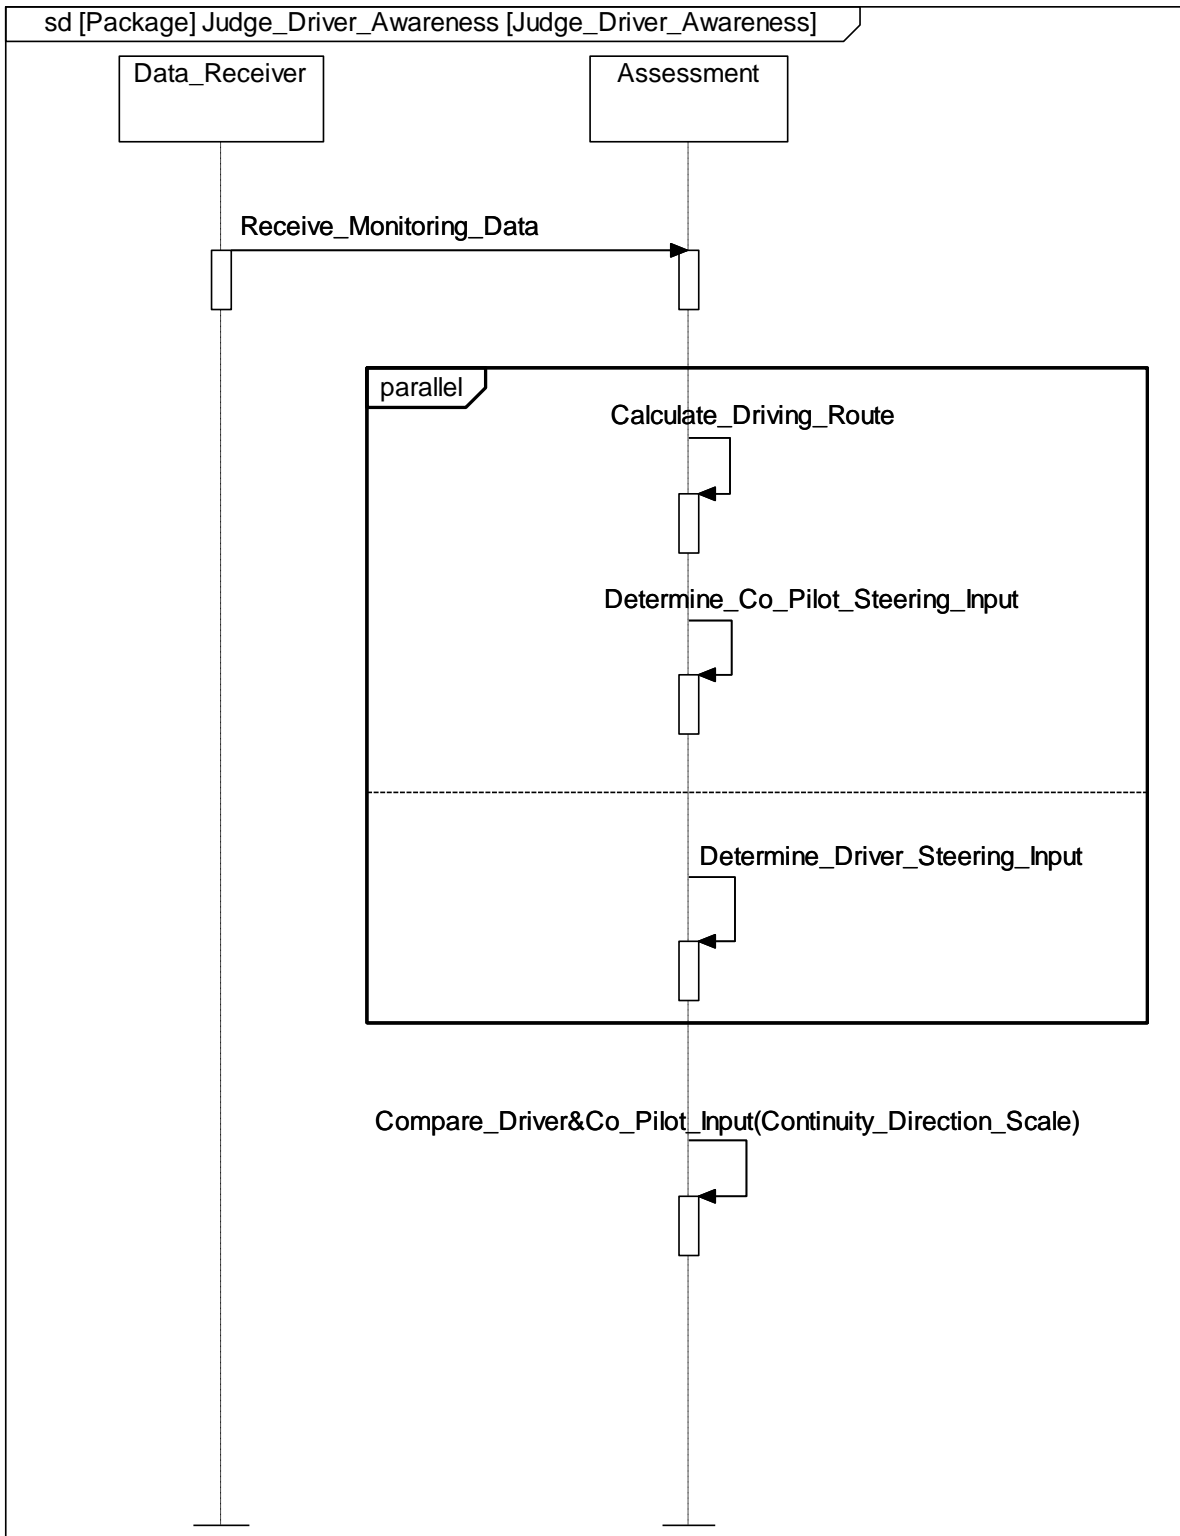 sd [Package] Judge_Driver_Awareness [Judge_Driver_Awareness]
Data_Receiver
Assessment
Receive_Monitoring_Data
parallel
Calculate_Driving_Route
Determine_Co_Pilot_Steering_Input
Determine_Driver_Steering_Input
Compare_Driver&Co_Pilot_Input(Continuity_Direction_Scale)